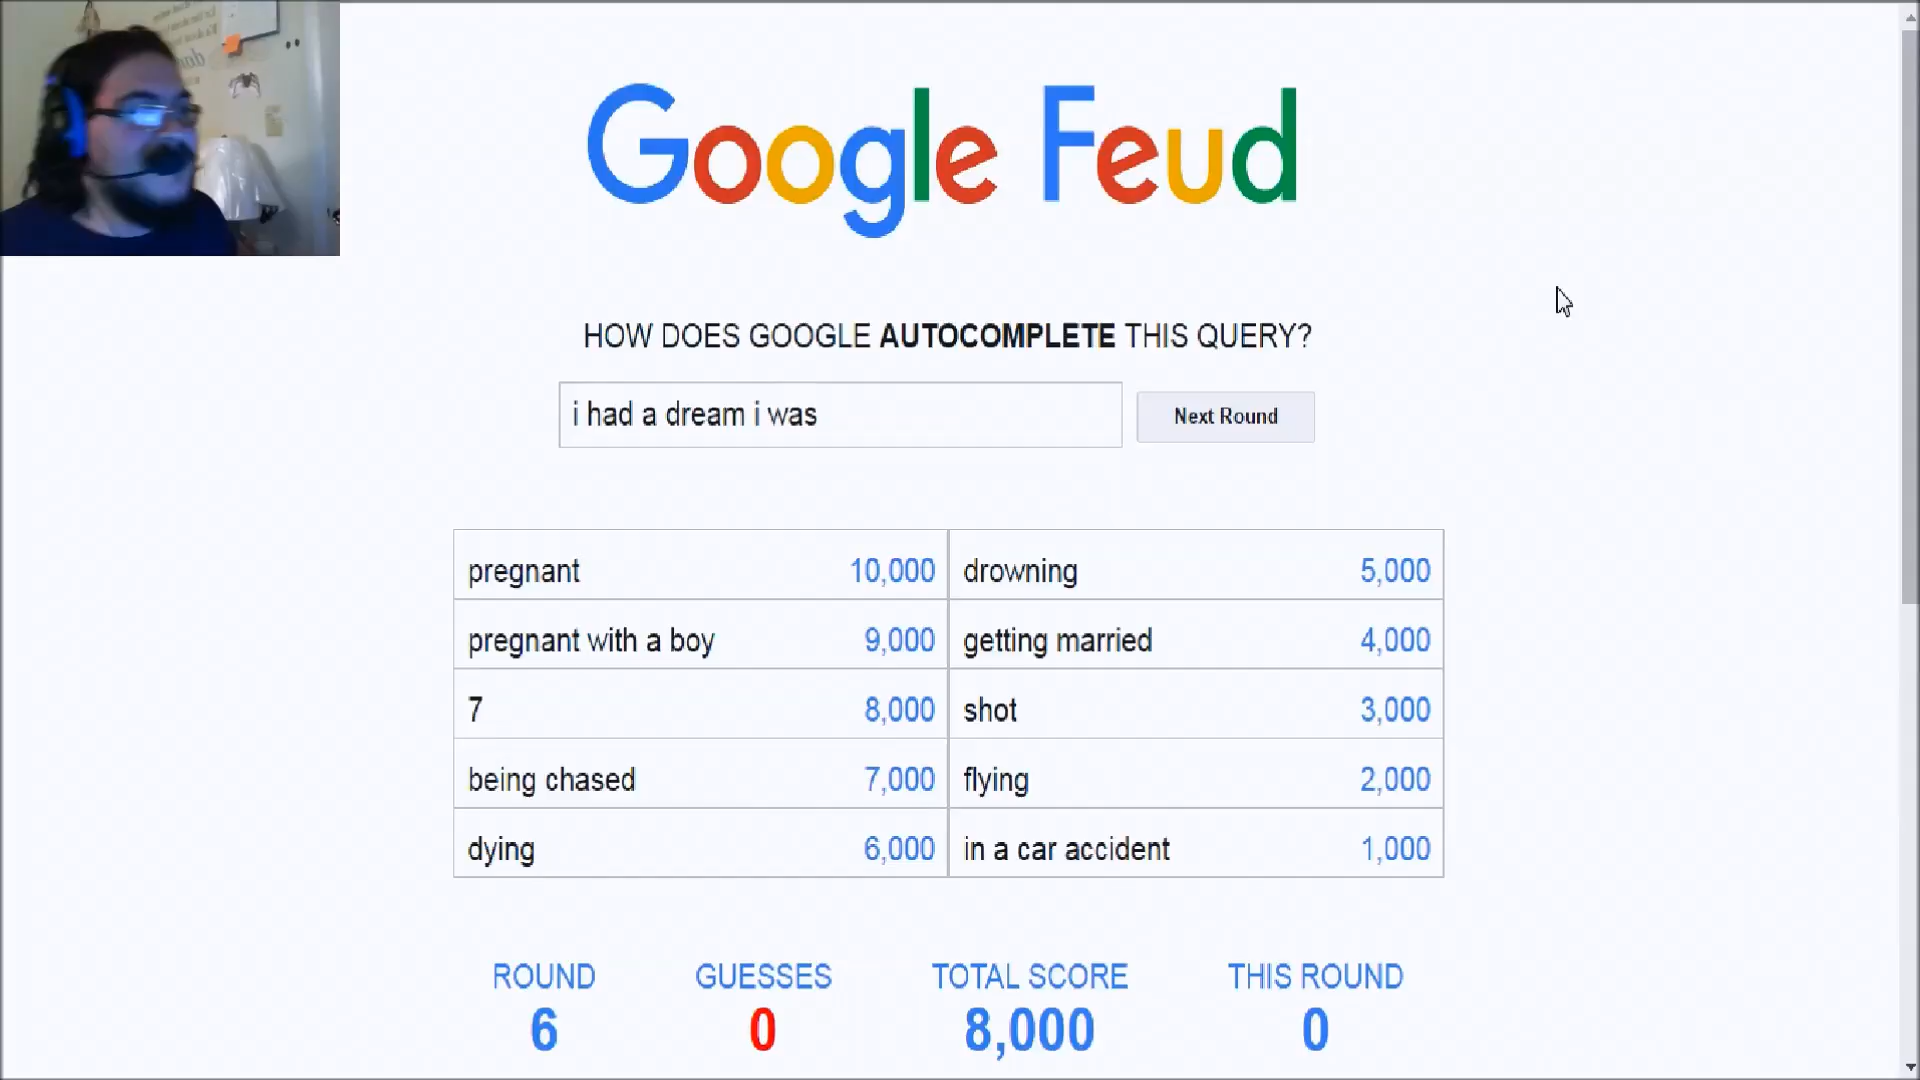 Google Feud
HOW DOES GOOGLE AUTOCOMPLETE THIS QUERY?
i had a dream i was
Next Round
pregnant 10,000 drowning 5,000
pregnant with a boy 9,000 getting married 4,000
7 8,000 shot 3,000
being chased 7,000 flying 2,000
dying 6,000 in a car accident 1,000
ROUND GUESSES TOTAL SCORE THIS ROUND
6 0 8,000 0